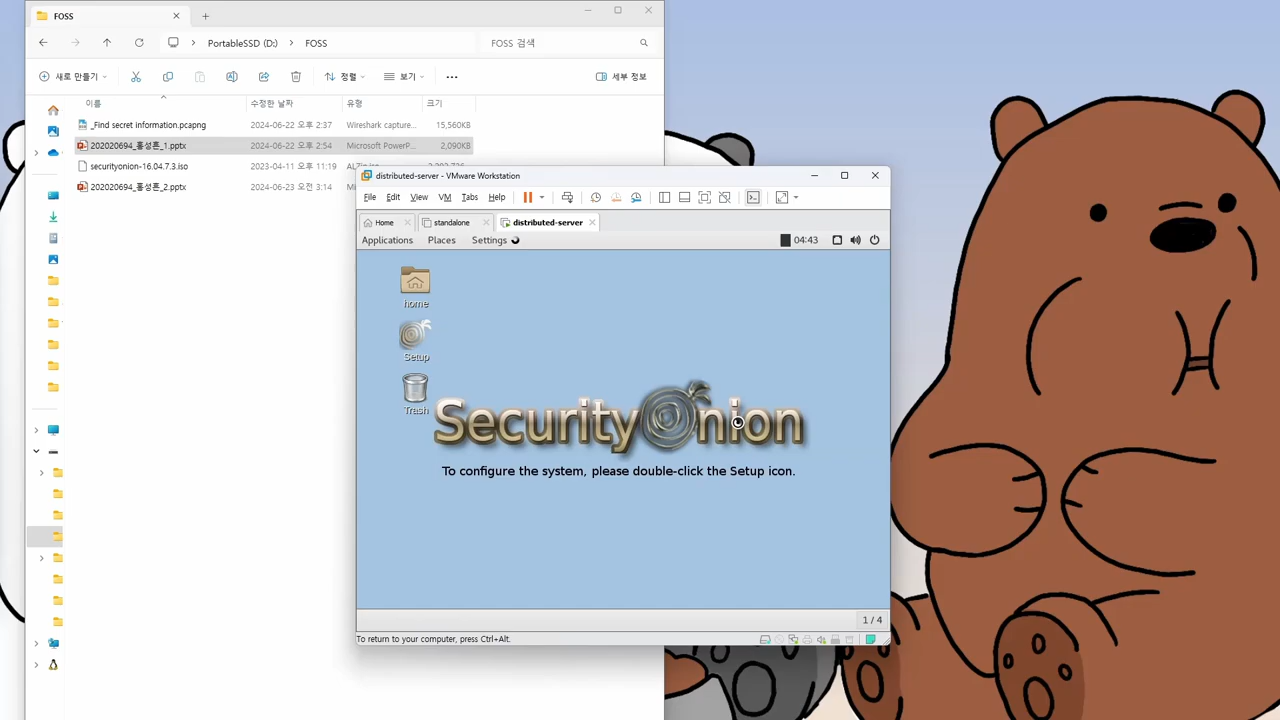 FOSS
PortableSSD (D:) > FOSS
FOSS 검색
새로 만들기
정렬
보기
세부 정보
이름 수정한 날짜 유형 크기
_Find secret information.pcapng 2024-06-22 오후 2:37 Wireshark capture... 15,560KB
202020694_홍성훈_1.pptx 2024-06-22 오후 2:54 Microsoft PowerP... 2,090KB
securityonion-16.04.7.3.iso 2023-04-11 오후 11:19
202020694_홍성훈_2.pptx 2024-06-23 오전 3:14
distributed-server - VMware Workstation
File Edit View VM Tabs Help
Home standalone distributed-server
Applications Places Settings 04:43
home
Setup
Trash
SecurityOnion
To configure the system, please double-click the Setup icon.
1 / 4
To return to your computer, press Ctrl+Alt.